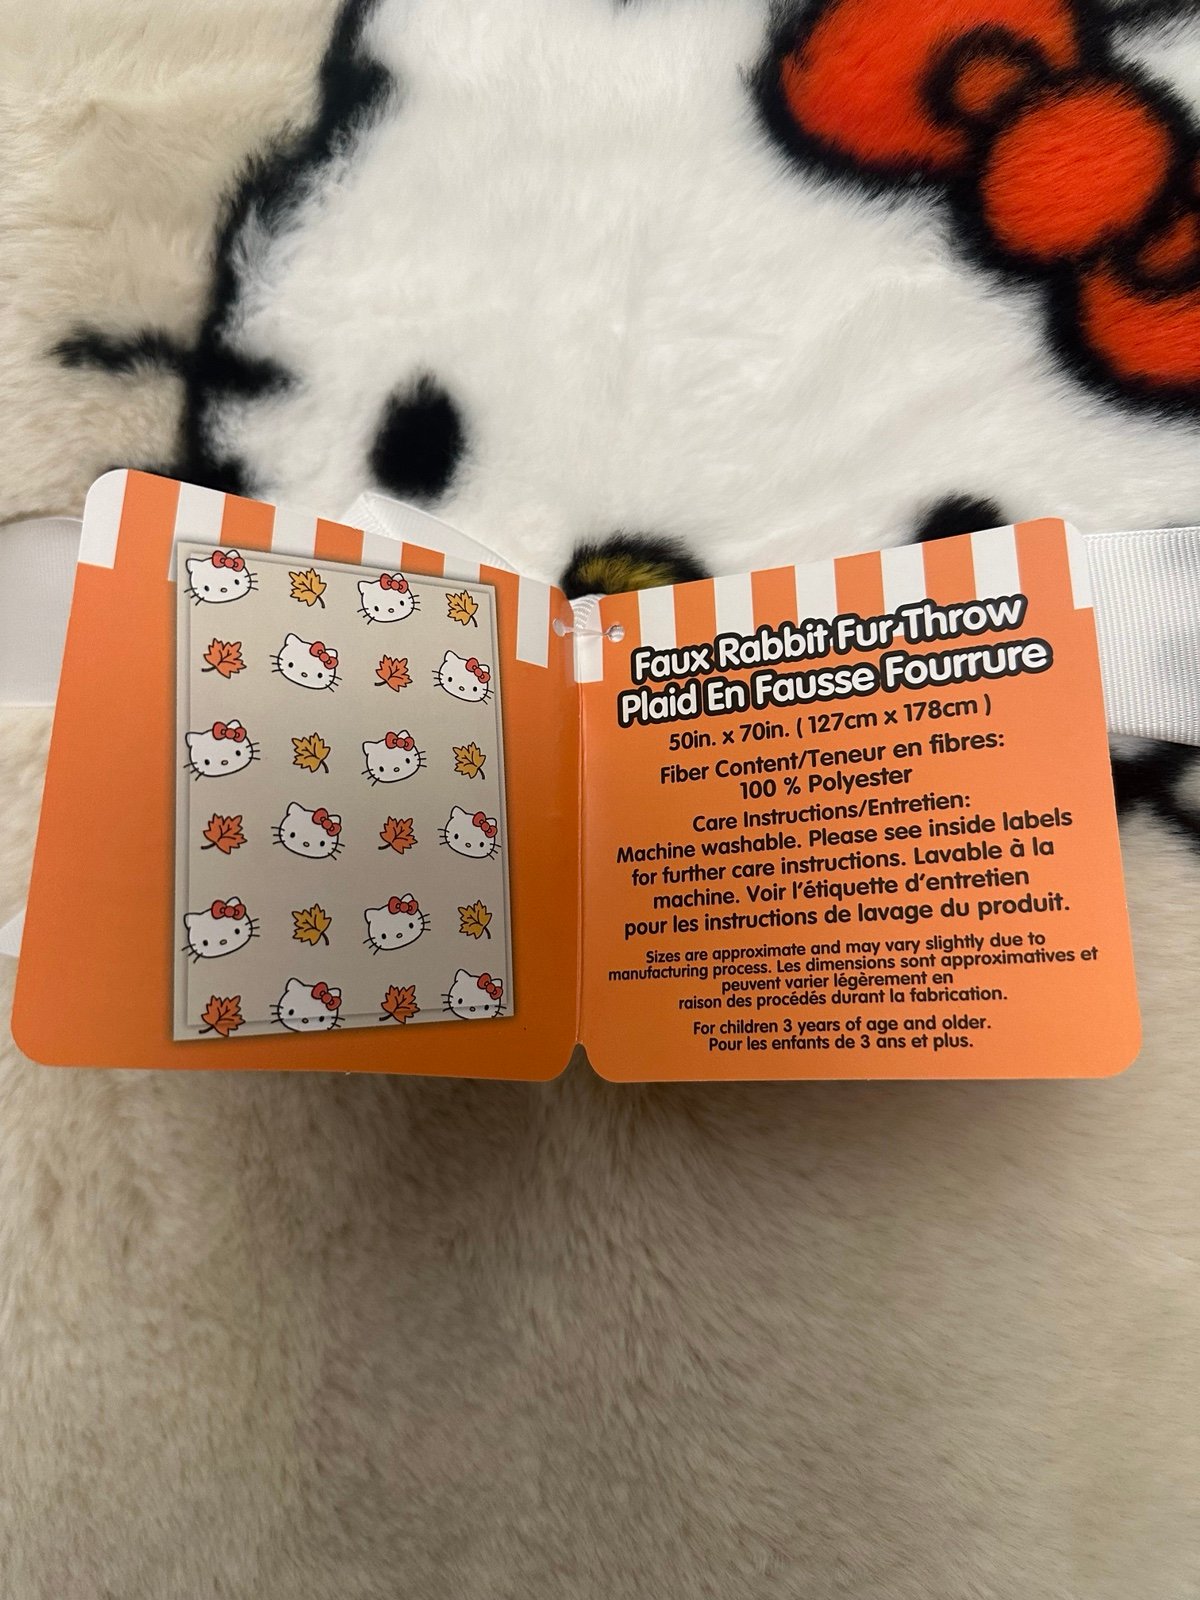 Faux Rabbit Fur Throw
Plaid En Fausse Fourrure
50in. x 70in. ( 127cm x 178cm )
Fiber Content/Teneur en fibres:
100 % Polyester
Care Instructions/Entretien:
Machine washable. Please see inside labels
for further care instructions. Lavable à la
machine. Voir l'étiquette d'entretien
pour les instructions de lavage du produit.
Sizes are approximate and may vary slightly due to
manufacturing process. Les dimensions sont approximatives et
peuvent varier légèrement en
raison des procédés durant la fabrication.
For children 3 years of age and older.
Pour les enfants de 3 ans et plus.